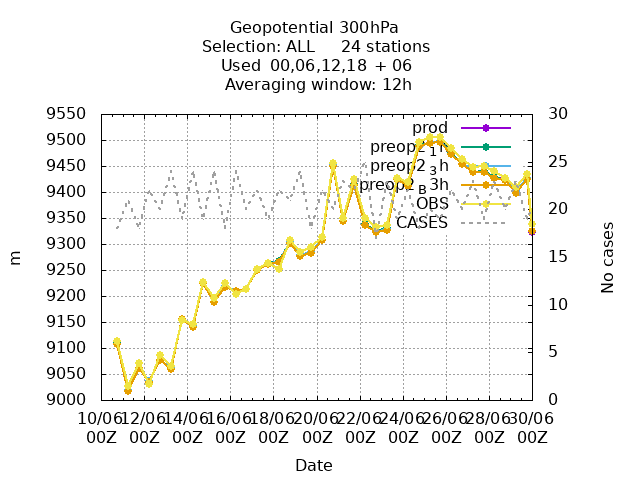 Geopotential 300hPa
Selection: ALL 24 stations
Used 00,06,12,18 + 06
Averaging window: 12h
9550
9500
9450
9400
9350
9300
9250
9200
9150
9100
9050
9000
m
30
25
20
15
10
5
0
No cases
prod
preop2_1h
preop2_3h
preop2_B_3h
OBS
CASES
10/06 12/06 14/06 16/06 18/06 20/06 22/06 24/06 26/06 28/06 30/06
00Z 00Z 00Z 00Z 00Z 00Z 00Z 00Z 00Z 00Z 00Z
Date